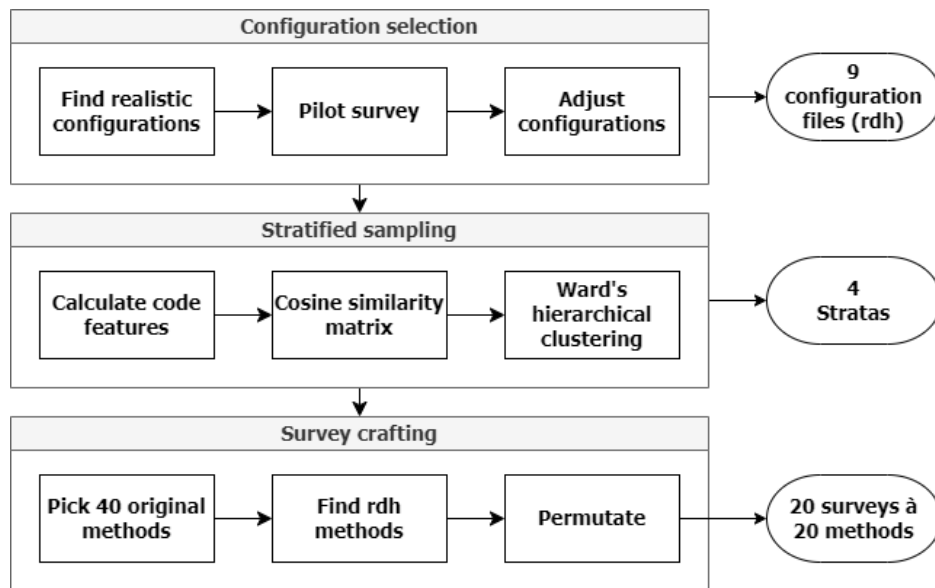 Configuration selection
Find realistic
configurations
Pilot survey
Adjust
configurations
9
configuration
files (rdh)
Stratified sampling
Calculate code
features
Cosine similarity
matrix
Ward's
hierarchical
clustering
4
Stratas
Survey crafting
Pick 40 original
methods
Find rdh
methods
Permutate
20 surveys à
20 methods